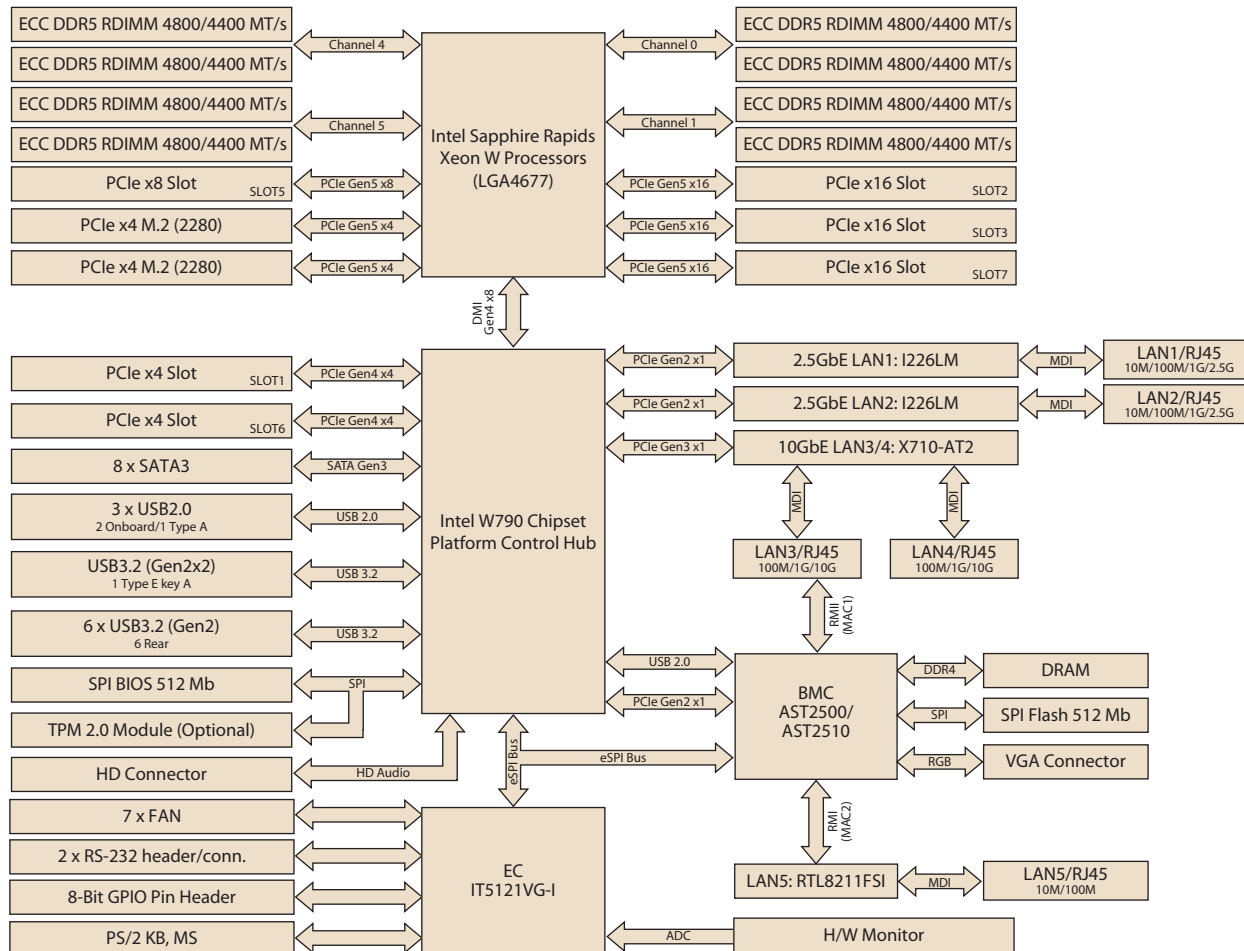 ECC DDR5 RDIMM 4800/4400 MT/s
ECC DDR5 RDIMM 4800/4400 MT/s
ECC DDR5 RDIMM 4800/4400 MT/s
ECC DDR5 RDIMM 4800/4400 MT/s
PCIe x8 Slot
SLOT5
PCIe x4 M.2 (2280)
PCIe x4 M.2 (2280)
Channel 4
Channel 5
PCIe Gen5 x8
PCIe Gen5 x4
PCIe Gen5 x4
Intel Sapphire Rapids
Xeon W Processors
(LGA4677)
Channel 0
Channel 1
PCIe Gen5 x16
PCIe Gen5 x16
PCIe Gen5 x16
ECC DDR5 RDIMM 4800/4400 MT/s
ECC DDR5 RDIMM 4800/4400 MT/s
ECC DDR5 RDIMM 4800/4400 MT/s
ECC DDR5 RDIMM 4800/4400 MT/s
PCIe x16 Slot
SLOT2
PCIe x16 Slot
SLOT3
PCIe x16 Slot
SLOT7
DMI
Gen4 x8
PCIe x4 Slot
SLOT1
PCIe x4 Slot
SLOT6
8 x SATA3
3 x USB2.0
2 Onboard/1 Type A
USB3.2 (Gen2x2)
1 Type E key A
6 x USB3.2 (Gen2)
6 Rear
SPI BIOS 512 Mb
TPM 2.0 Module (Optional)
HD Connector
PCIe Gen4 x4
PCIe Gen4 x4
SATA Gen3
USB 2.0
USB 3.2
USB 3.2
SPI
HD Audio
Intel W790 Chipset
Platform Control Hub
PCIe Gen2 x1
PCIe Gen2 x1
PCIe Gen3 x1
2.5GbE LAN1: I226LM
2.5GbE LAN2: I226LM
10GbE LAN3/4: X710-AT2
MDI
MDI
LAN1/RJ45
10M/100M/1G/2.5G
LAN2/RJ45
10M/100M/1G/2.5G
MDI
MDI
LAN3/RJ45
100M/1G/10G
LAN4/RJ45
100M/1G/10G
RMII
(MAC1)
USB 2.0
PCIe Gen2 x1
eSPI Bus
eSPI Bus
BMC
AST2500/
AST2510
DDR4
SPI
RGB
DRAM
SPI Flash 512 Mb
VGA Connector
RMI
(MAC2)
LAN5: RTL8211FSI
MDI
LAN5/RJ45
10M/100M
7 x FAN
2 x RS-232 header/conn.
8-Bit GPIO Pin Header
PS/2 KB, MS
EC
IT5121VG-I
ADC
H/W Monitor